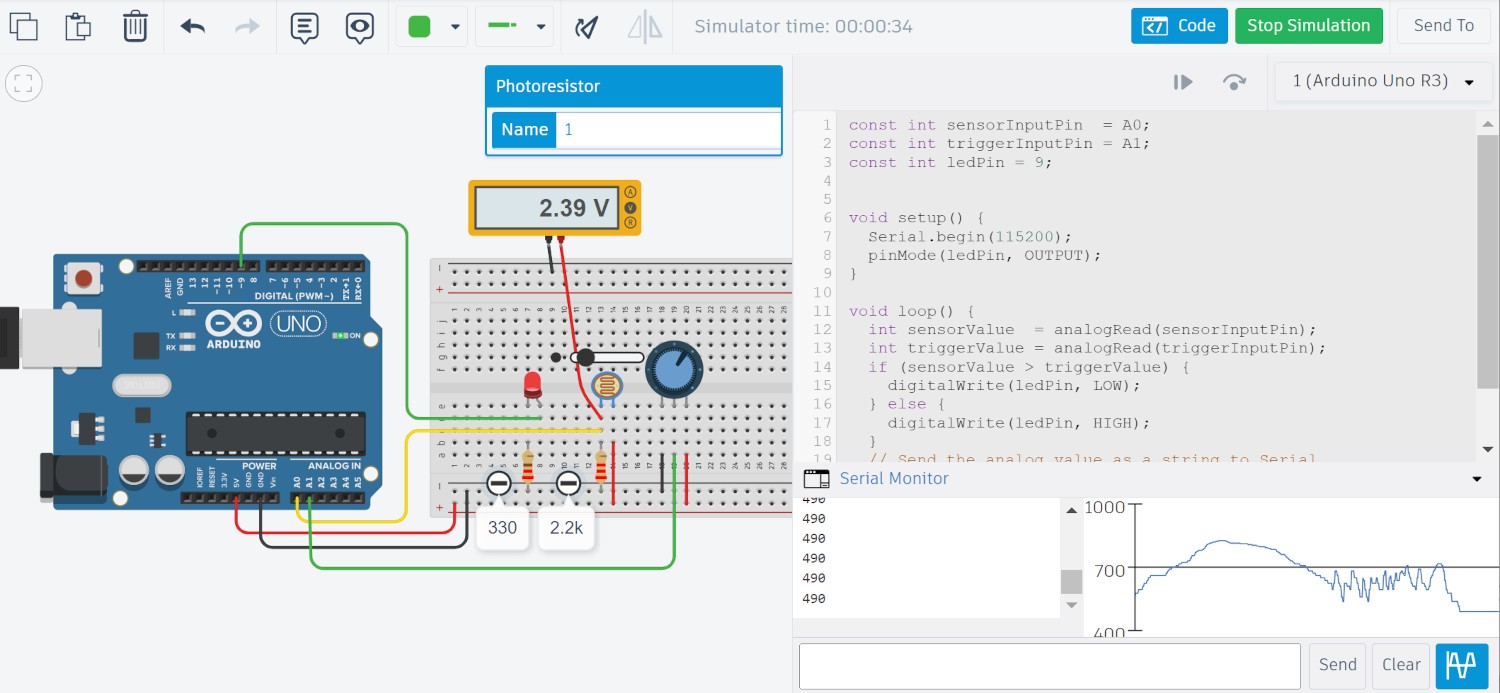 Simulator time: 00:00:34
Code
Stop Simulation
Send To
Photoresistor
Name 1
1 (Arduino Uno R3)
2.39 V
A
V
R
1 const int sensorInputPin  = A0;
2 const int triggerInputPin = A1;
3 const int ledPin = 9;
4
5
6 void setup() {
7   Serial.begin(115200);
8   pinMode(ledPin, OUTPUT);
9 }
10
11 void loop() {
12   int sensorValue  = analogRead(sensorInputPin);
13   int triggerValue = analogRead(triggerInputPin);
14   if (sensorValue > triggerValue) {
15     digitalWrite(ledPin, LOW);
16   } else {
17     digitalWrite(ledPin, HIGH);
18   }
19   // Send the analog value as a string to Serial
AREF GND 13 12 ~11 ~10 ~9 8 7 ~6 ~5 4 ~3 2 TX→1 RX←0
DIGITAL (PWM~)
L
TX
RX
ARDUINO
UNO
ON
POWER
ANALOG IN
IOREF RESET 3.3V 5V GND GND Vin A0 A1 A2 A3 A4 A5
330
2.2k
Serial Monitor
490
490
490
490
490
490
1000
700
400
Send
Clear